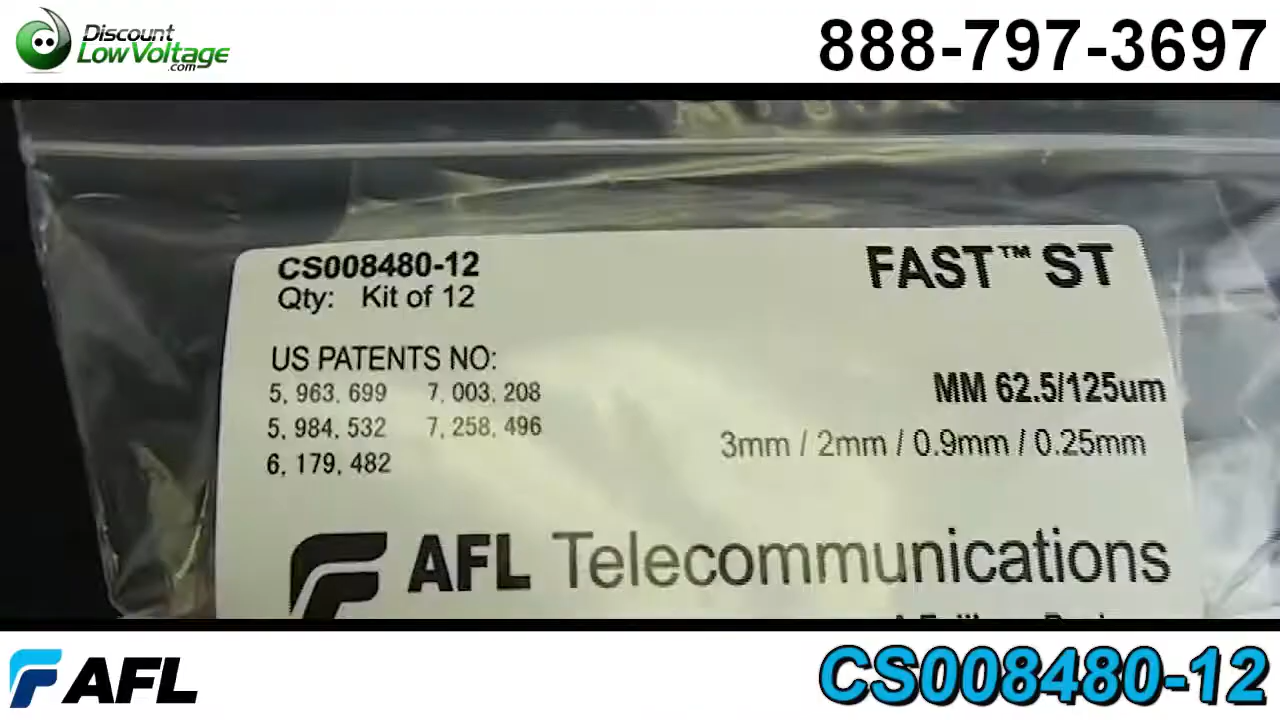 Discount
LowVoltage
.com
888-797-3697
CS008480-12
Qty: Kit of 12
FAST™ ST
US PATENTS NO:
5, 963, 699 7, 003, 208
5, 984, 532 7, 258, 496
6, 179, 482
MM 62.5/125um
3mm / 2mm / 0.9mm / 0.25mm
AFL Telecommunications
AFL
CS008480-12